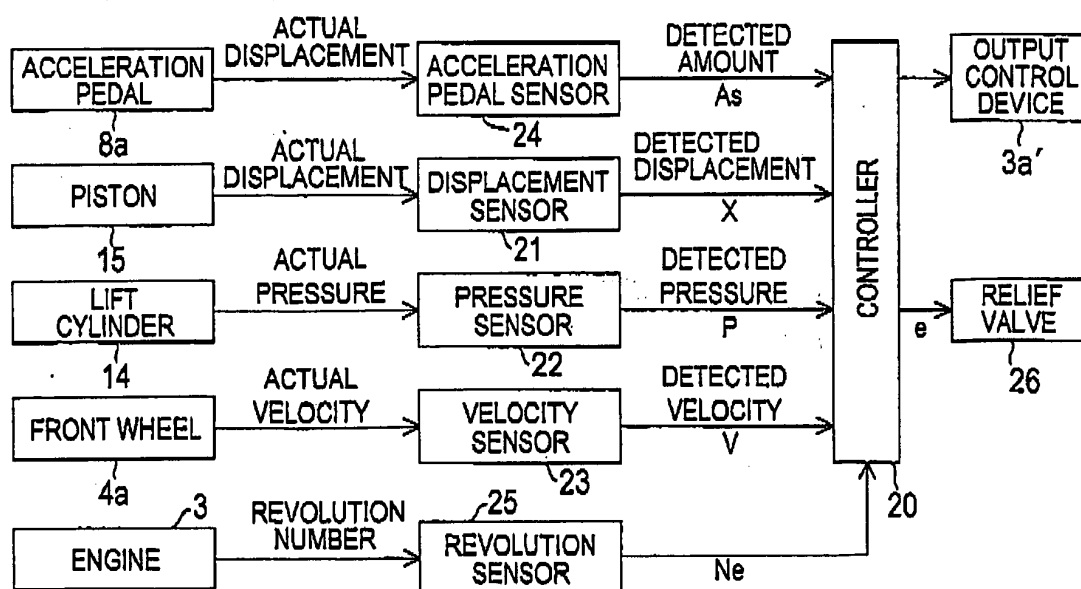 ACTUAL
DISPLACEMENT
DETECTED
AMOUNT
As
ACCELERATION
PEDAL
8a
ACCELERATION
PEDAL SENSOR
24
OUTPUT
CONTROL
DEVICE
3a'
ACTUAL
DISPLACEMENT
DETECTED
DISPLACEMENT
X
PISTON
15
DISPLACEMENT
SENSOR
21
CONTROLLER
20
ACTUAL
PRESSURE
DETECTED
PRESSURE
P
LIFT
CYLINDER
14
PRESSURE
SENSOR
22
e
RELIEF
VALVE
26
ACTUAL
VELOCITY
DETECTED
VELOCITY
V
FRONT WHEEL
4a
VELOCITY
SENSOR
23
3
REVOLUTION
NUMBER
25
ENGINE
REVOLUTION
SENSOR
Ne